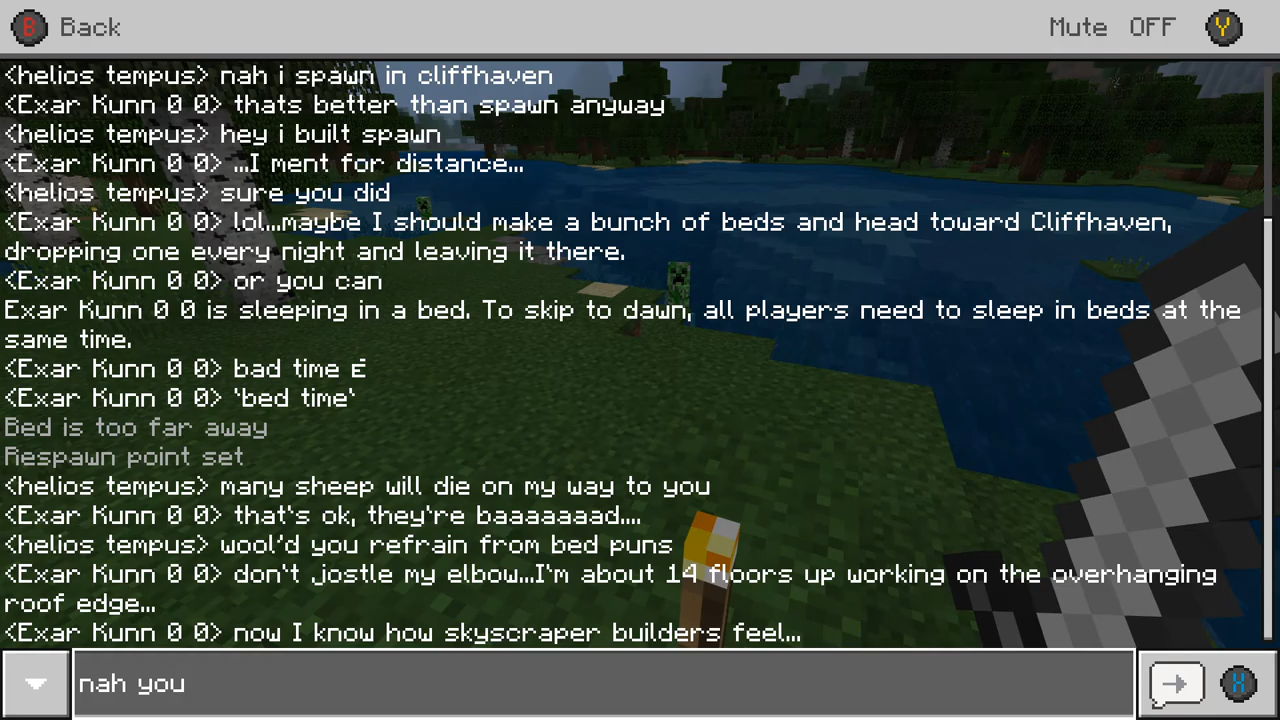 B Back Mute OFF Y
<helios tempus> nah i spawn in cliffhaven
<Exar Kunn 0 0> thats better than spawn anyway
<helios tempus> hey i built spawn
<Exar Kunn 0 0> ...I ment for distance...
<helios tempus> sure you did
<Exar Kunn 0 0> lol...maybe I should make a bunch of beds and head toward Cliffhaven,
dropping one every night and leaving it there.
<Exar Kunn 0 0> or you can
Exar Kunn 0 0 is sleeping in a bed. To skip to dawn, all players need to sleep in beds at the
same time.
<Exar Kunn 0 0> bad time É
<Exar Kunn 0 0> 'bed time'
Bed is too far away
Respawn point set
<helios tempus> many sheep will die on my way to you
<Exar Kunn 0 0> that's ok, they're baaaaaaad....
<helios tempus> wool'd you refrain from bed puns
<Exar Kunn 0 0> don't jostle my elbow...I'm about 14 floors up working on the overhanging
roof edge...
<Exar Kunn 0 0> now I know how skyscraper builders feel...
nah you X